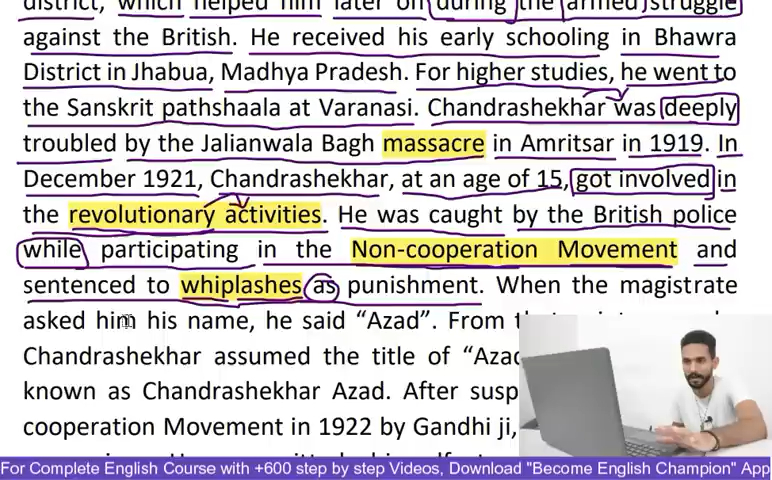 district, which helped him later on during the armed struggle
against the British. He received his early schooling in Bhawra
District in Jhabua, Madhya Pradesh. For higher studies, he went to
the Sanskrit pathshaala at Varanasi. Chandrashekhar was deeply
troubled by the Jalianwala Bagh massacre in Amritsar in 1919. In
December 1921, Chandrashekhar, at an age of 15, got involved in
the revolutionary activities. He was caught by the British police
while participating in the Non-cooperation Movement and
sentenced to whiplashes as punishment. When the magistrate
asked him his name, he said “Azad”. From
Chandrashekhar assumed the title of “Azad
known as Chandrashekhar Azad. After susp
cooperation Movement in 1922 by Gandhi ji,
For Complete English Course with +600 step by step Videos, Download "Become English Champion" App